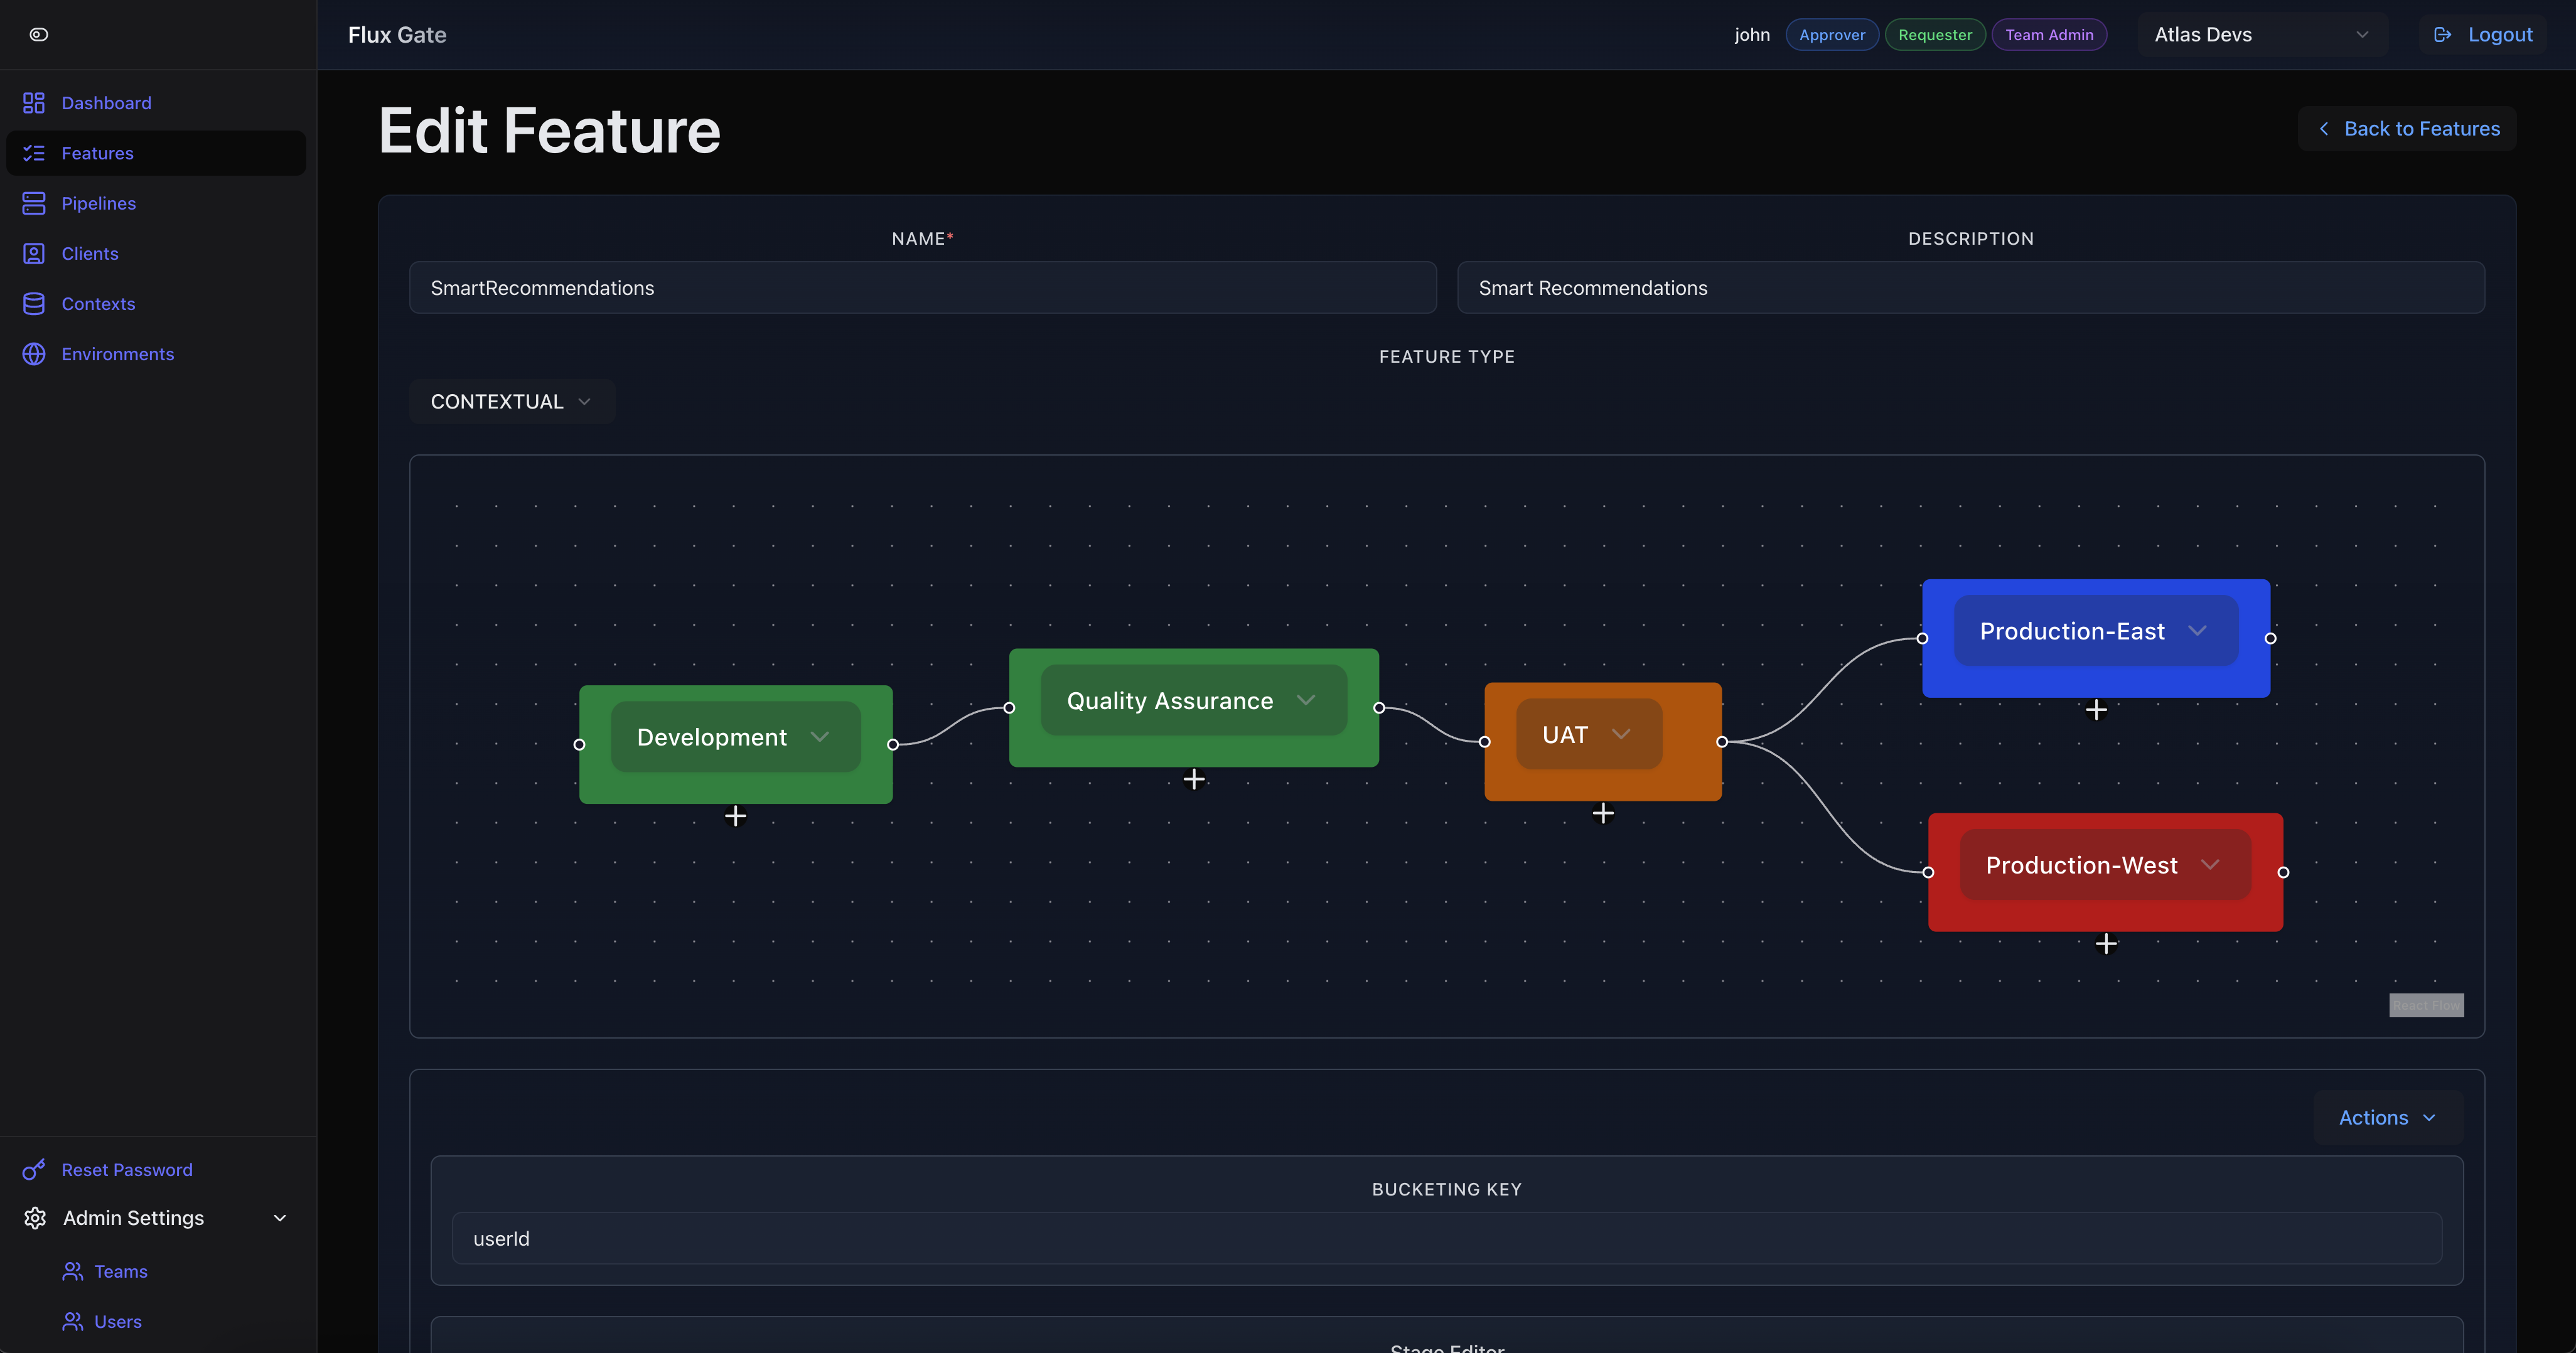 Flux Gate
john
Approver
Requester
Team Admin
Atlas Devs
Logout
Dashboard
Features
Pipelines
Clients
Contexts
Environments
Edit Feature
Back to Features
NAME*
DESCRIPTION
SmartRecommendations
Smart Recommendations
FEATURE TYPE
CONTEXTUAL
Development
Quality Assurance
UAT
Production-East
Production-West
React Flow
Actions
BUCKETING KEY
userId
Stage Editor
Reset Password
Admin Settings
Teams
Users